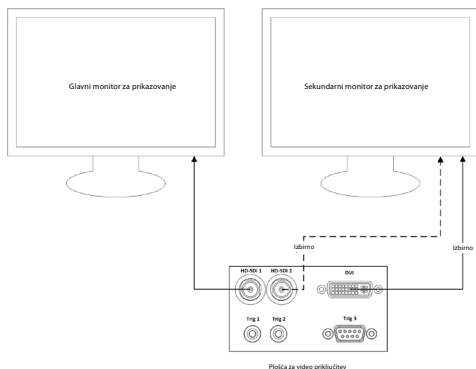 Glavni monitor za prikazovanje
Sekundarni monitor za prikazovanje
Izbirno
Izbirno
HD-SDI 1
HD-SDI 2
DVI
Trig 1
Trig 2
Trig 3
Plošča za video priključitev